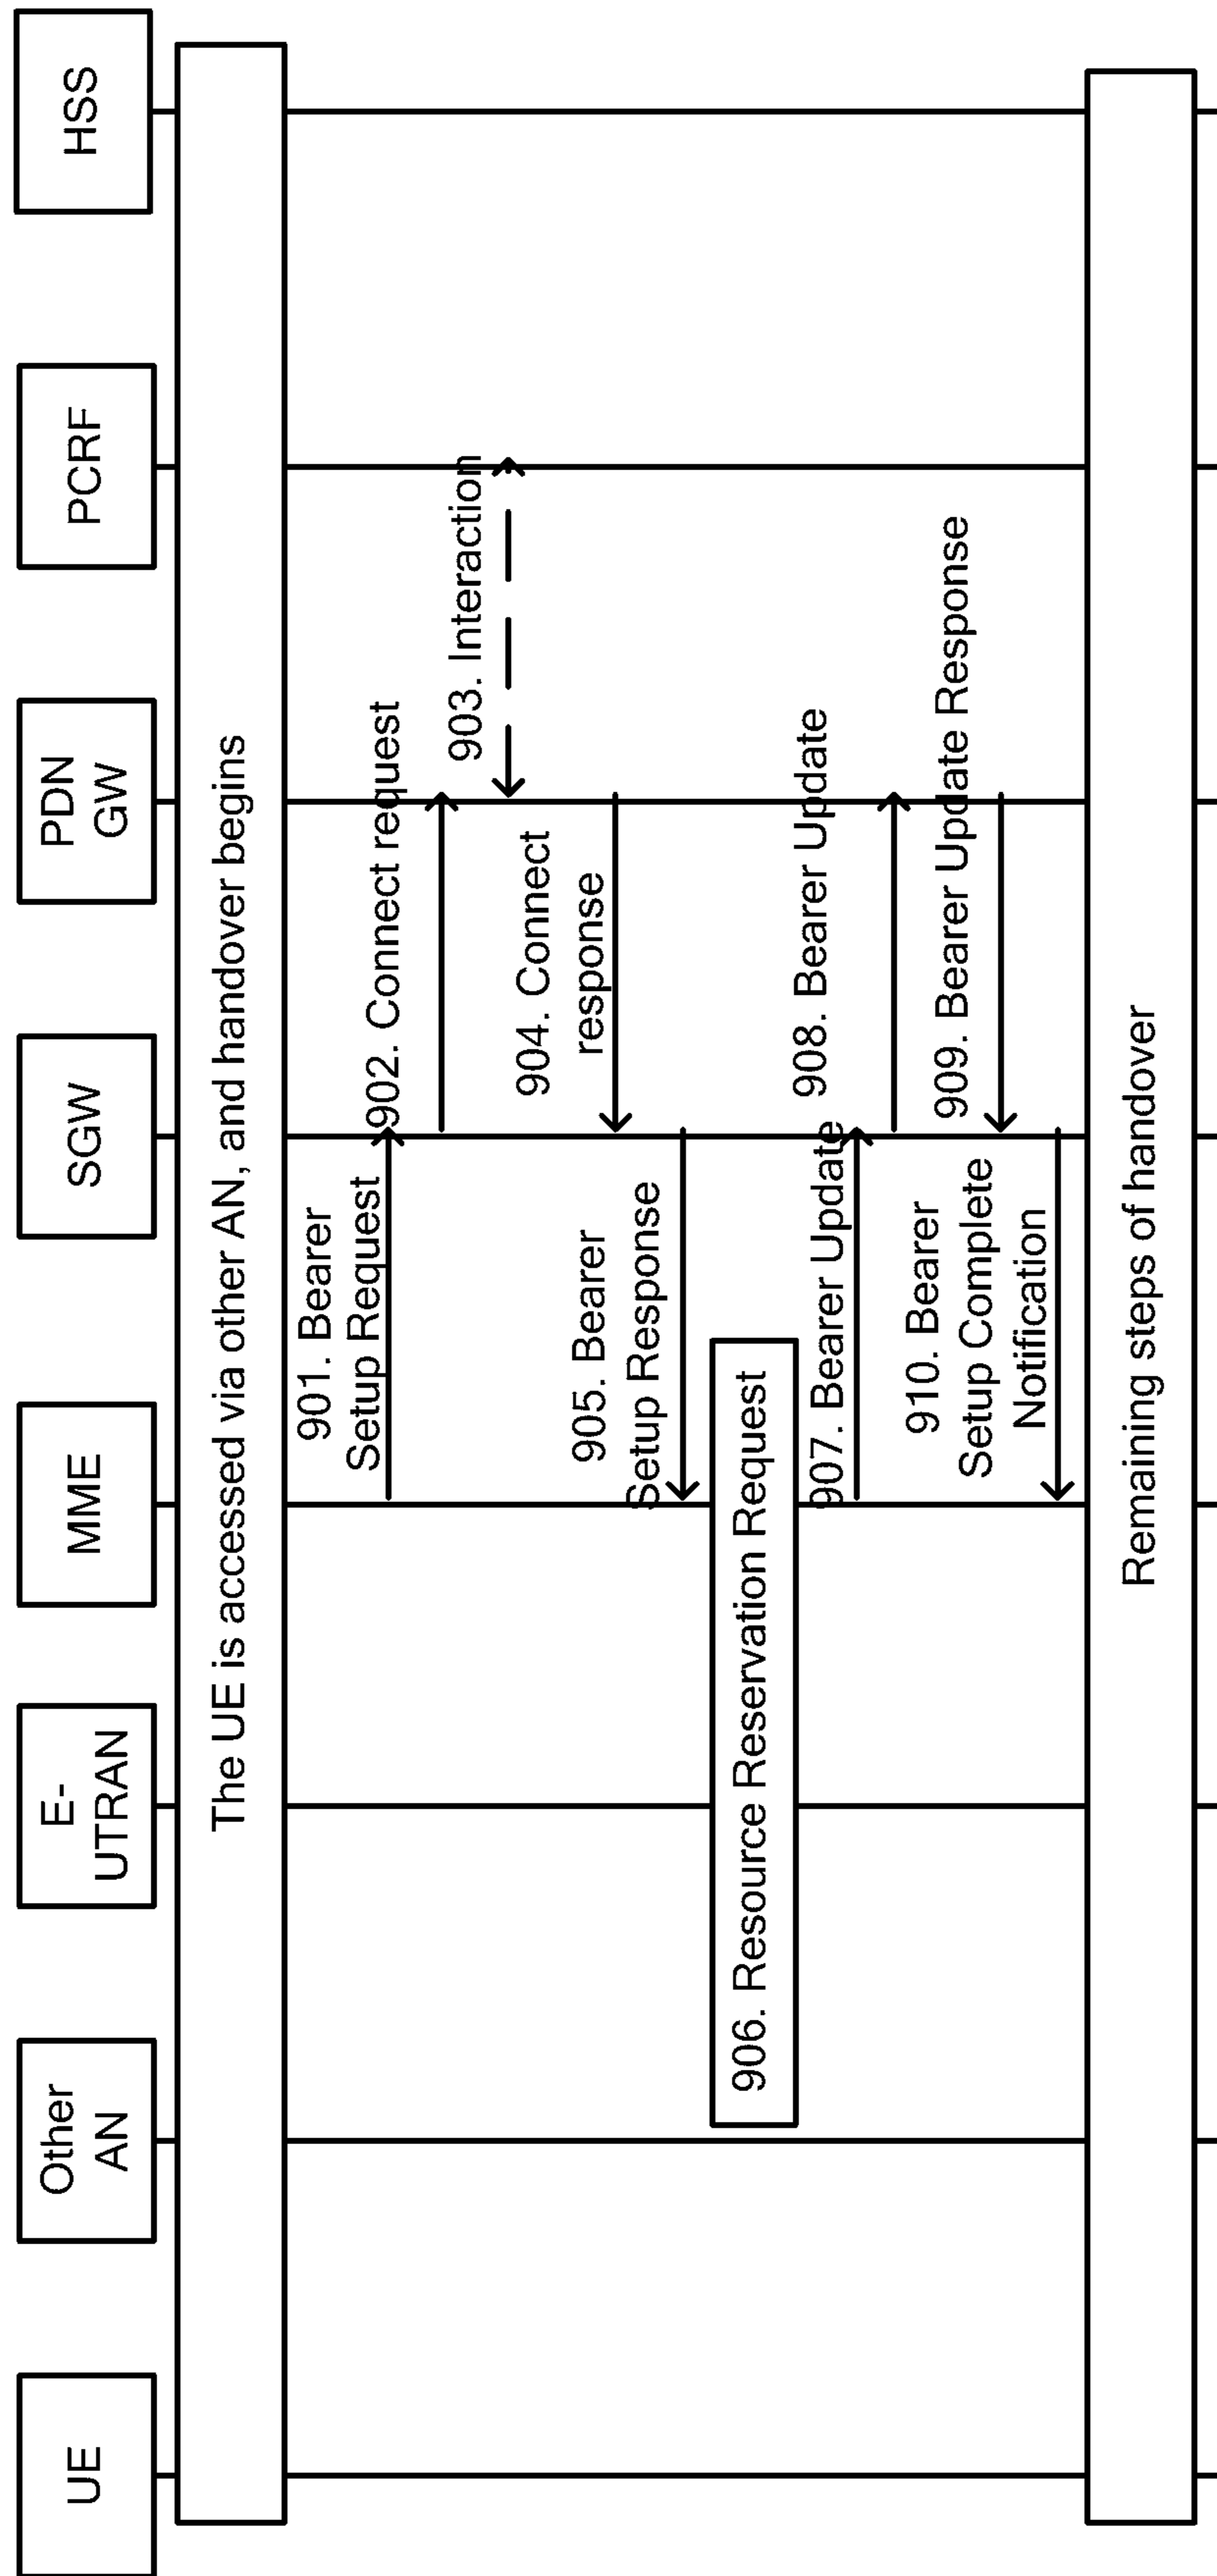 UE
Other
AN
E-
UTRAN
MME
SGW
PDN
GW
PCRF
HSS
The UE is accessed via other AN, and handover begins
901. Bearer
Setup Request
902. Connect request
903. Interaction
904. Connect
response
905. Bearer
Setup Response
906. Resource Reservation Request
907. Bearer Update
908. Bearer Update
909. Bearer Update Response
910. Bearer
Setup Complete
Notification
Remaining steps of handover